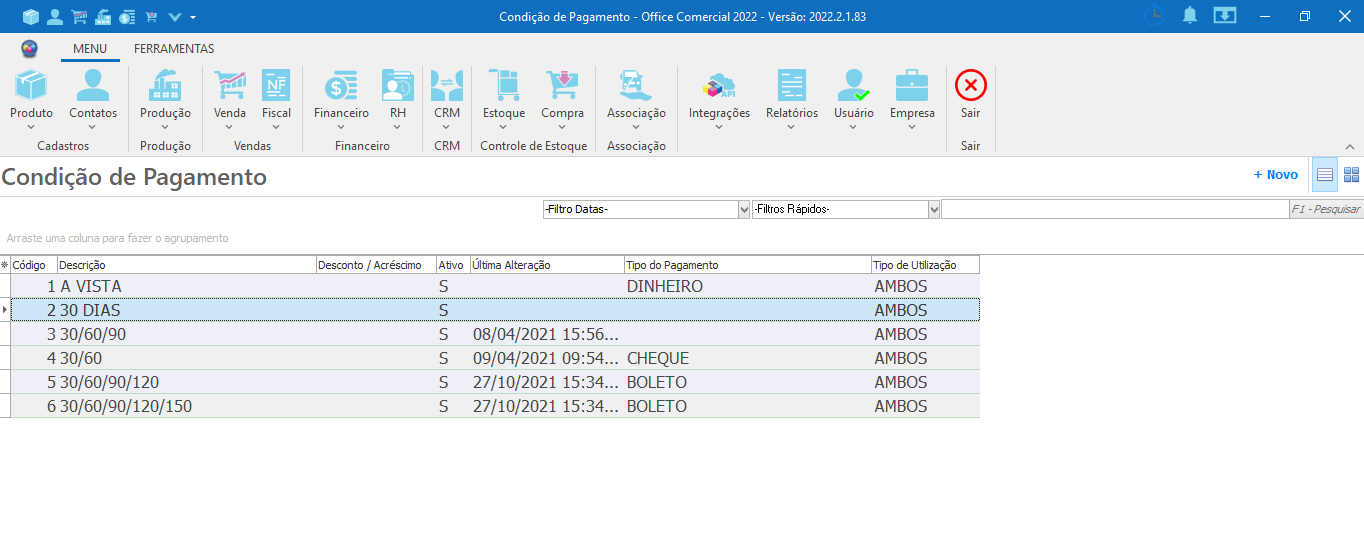 Condição de Pagamento - Office Comercial 2022 - Versão: 2022.2.1.83
MENU FERRAMENTAS
NF
API
Produto Contatos Produção Venda Fiscal Financeiro RH CRM Estoque Compra Associação Integrações Relatórios Usuário Empresa Sair
Cadastros Produção Vendas Financeiro CRM Controle de Estoque Associação Sair
Condição de Pagamento + Novo
-Filtro Datas- -Filtros Rápidos- F1 - Pesquisar
Arraste uma coluna para fazer o agrupamento
Código Descrição Desconto / Acréscimo Ativo Última Alteração Tipo do Pagamento Tipo de Utilização
1 A VISTA S DINHEIRO AMBOS
2 30 DIAS S AMBOS
3 30/60/90 S 08/04/2021 15:56... AMBOS
4 30/60 S 09/04/2021 09:54... CHEQUE AMBOS
5 30/60/90/120 S 27/10/2021 15:34... BOLETO AMBOS
6 30/60/90/120/150 S 27/10/2021 15:34... BOLETO AMBOS